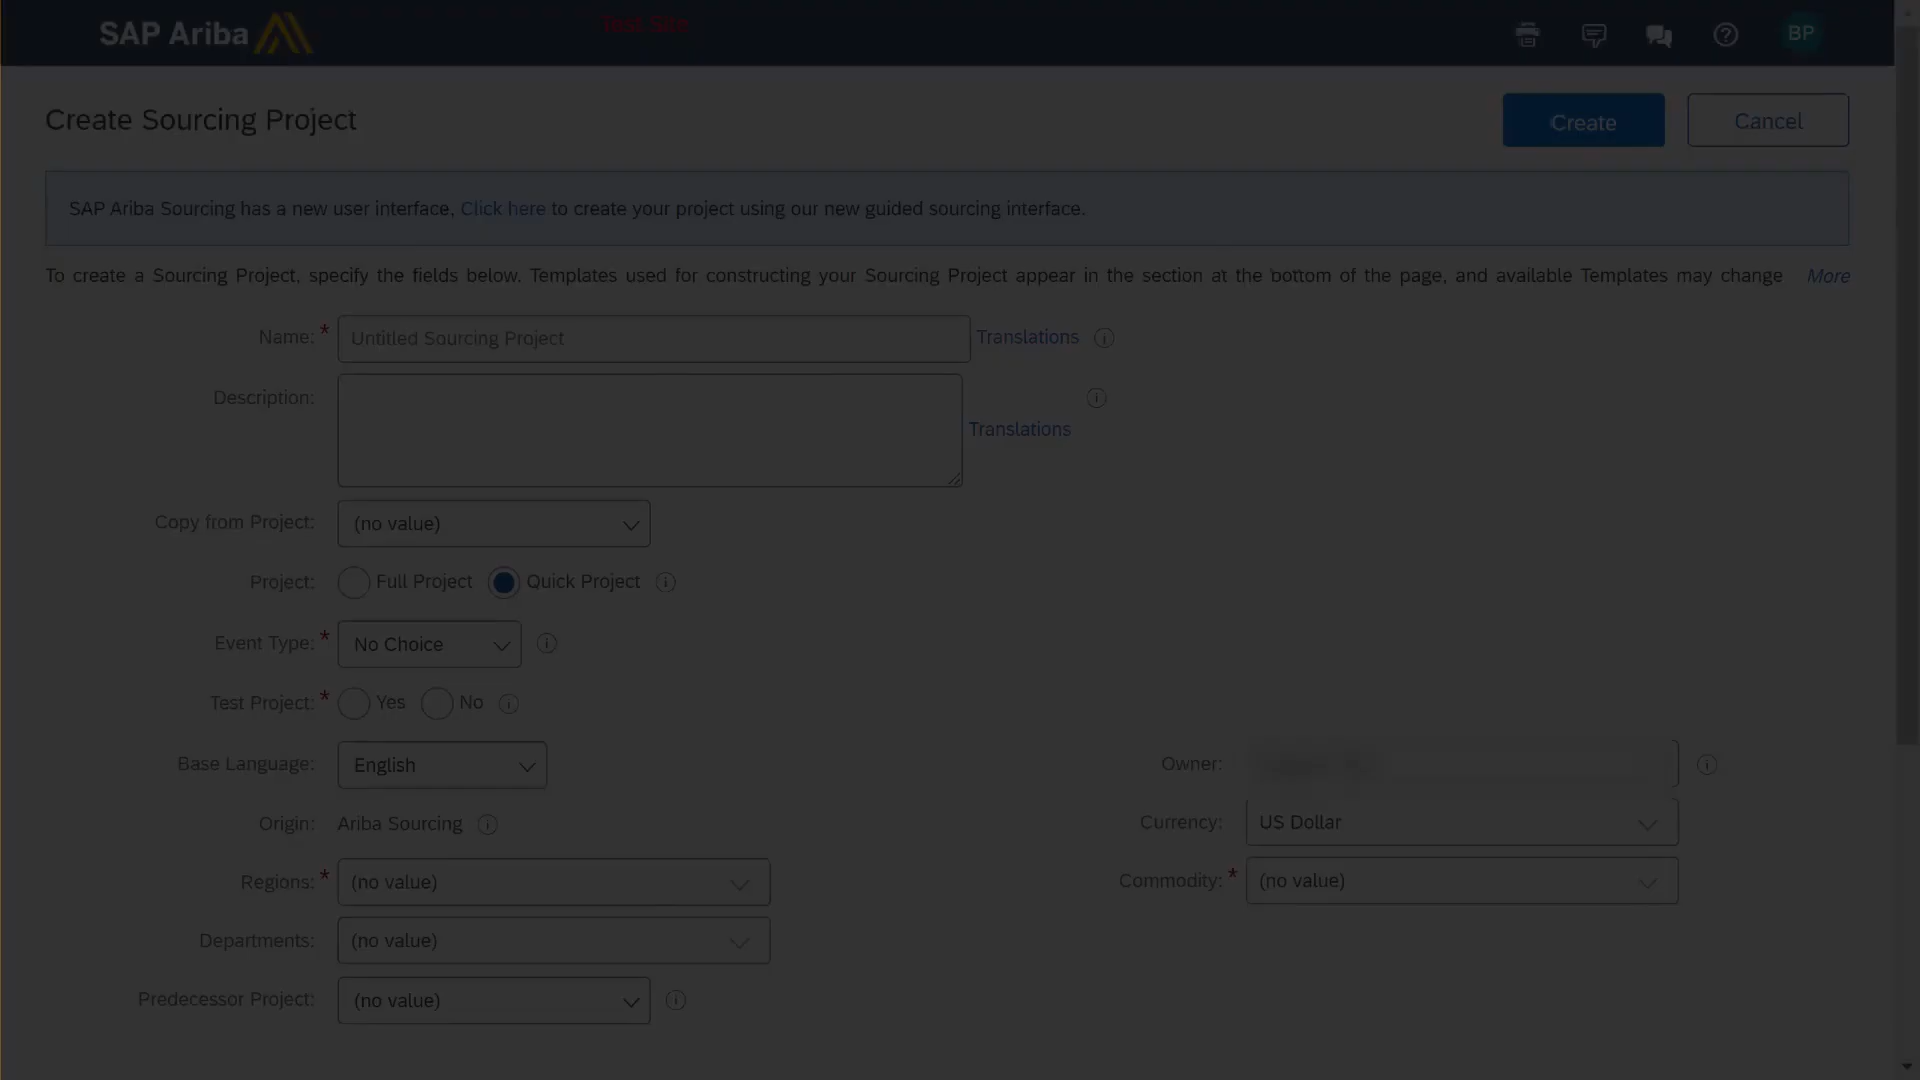 SAP Ariba
Test Site
BP
Create Sourcing Project
Create
Cancel
SAP Ariba Sourcing has a new user interface, Click here to create your project using our new guided sourcing interface.
To create a Sourcing Project, specify the fields below. Templates used for constructing your Sourcing Project appear in the section at the bottom of the page, and available Templates may change More
Name: * Untitled Sourcing Project Translations
Description:
Translations
Copy from Project: (no value)
Project: Full Project Quick Project
Event Type: * No Choice
Test Project: * Yes No
Base Language: English
Owner:
Origin: Ariba Sourcing
Currency: US Dollar
Regions: * (no value)
Commodity: * (no value)
Departments: (no value)
Predecessor Project: (no value)